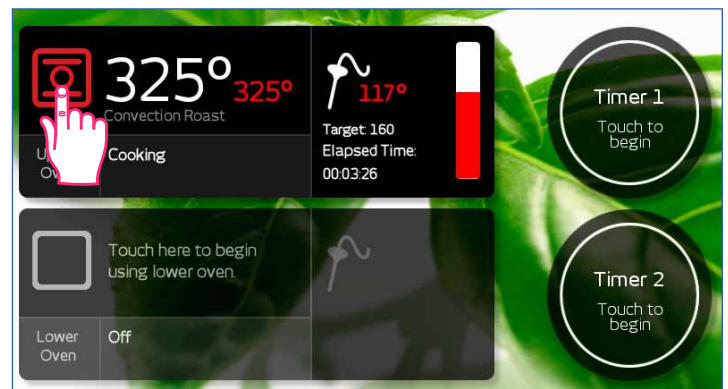 325° 325°
Convection Roast
Cooking
117°
Target: 160
Elapsed Time:
00:03:26
Timer 1
Touch to
begin
Touch here to begin
using lower oven.
Lower
Oven
Off
Timer 2
Touch to
begin